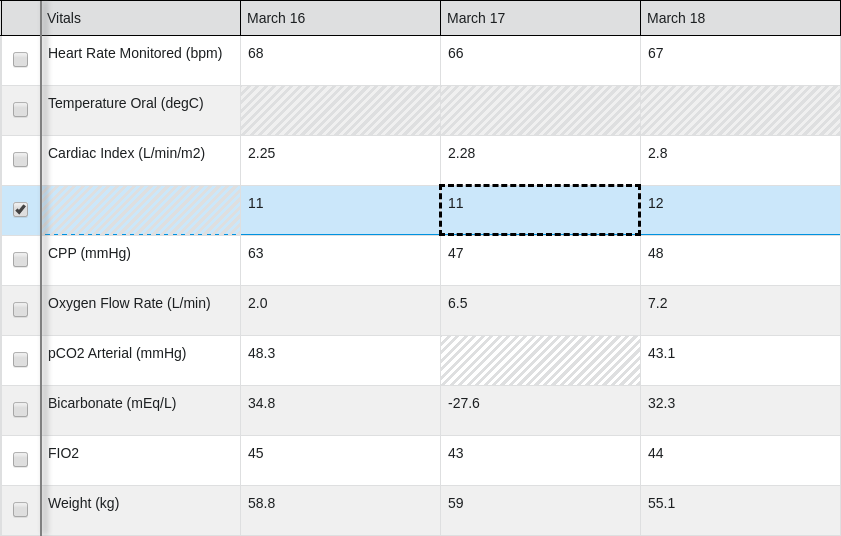 Vitals March 16 March 17 March 18
Heart Rate Monitored (bpm) 68 66 67
Temperature Oral (degC)
Cardiac Index (L/min/m2) 2.25 2.28 2.8
11 11 12
CPP (mmHg) 63 47 48
Oxygen Flow Rate (L/min) 2.0 6.5 7.2
pCO2 Arterial (mmHg) 48.3 43.1
Bicarbonate (mEq/L) 34.8 -27.6 32.3
FIO2 45 43 44
Weight (kg) 58.8 59 55.1